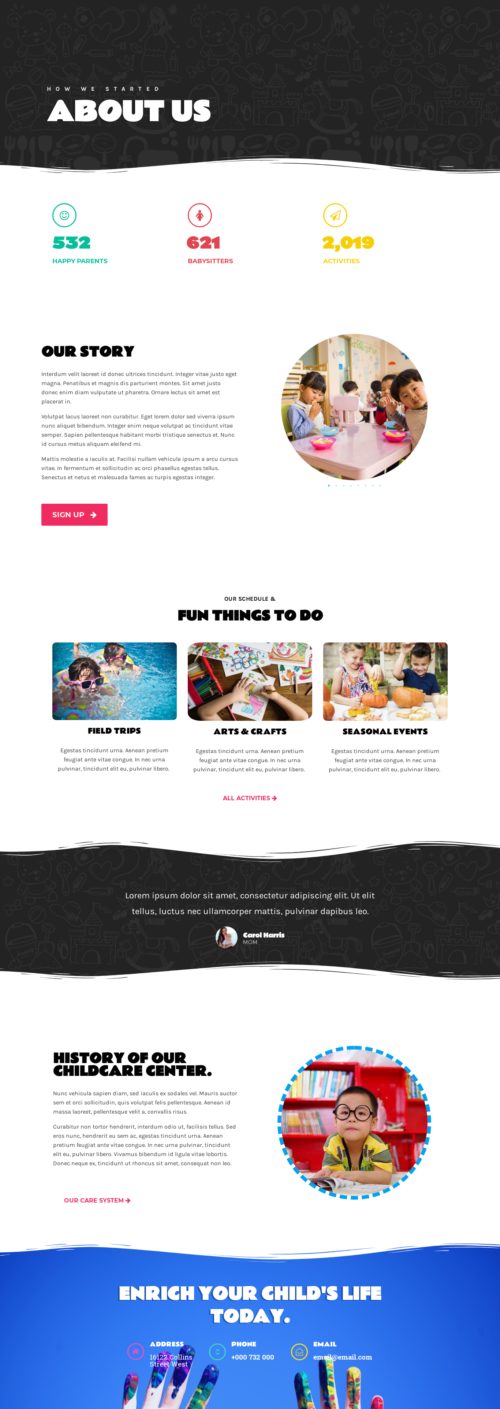 HOW WE STARTED
ABOUT US
532
HAPPY PARENTS
621
BABYSITTERS
2,019
ACTIVITIES
OUR STORY
Interdum velit laoreet id donec ultrices tincidunt. Integer vitae justo eget
magna. Penatibus et magnis dis parturient montes. Sit amet justo
donec enim diam vulputate ut pharetra. Ornare lectus sit amet est
placerat in.
Volutpat lacus laoreet non curabitur. Eget lorem dolor sed viverra ipsum
nunc aliquet bibendum. Integer enim neque volutpat ac tincidunt vitae
semper. Sapien pellentesque habitant morbi tristique senectus et. Nunc
id cursus metus aliquam eleifend mi.
Mattis molestie a iaculis at. Facilisi nullam vehicula ipsum a arcu cursus
vitae. In fermentum et sollicitudin ac orci phasellus egestas tellus.
Senectus et netus et malesuada fames ac turpis egestas integer.
SIGN UP
OUR SCHEDULE &
FUN THINGS TO DO
FIELD TRIPS
Egestas tincidunt urna. Aenean pretium
feugiat ante vitae congue. In nec urna
pulvinar, tincidunt elit eu, pulvinar libero.
ARTS & CRAFTS
Egestas tincidunt urna. Aenean pretium
feugiat ante vitae congue. In nec urna
pulvinar, tincidunt elit eu, pulvinar libero.
SEASONAL EVENTS
Egestas tincidunt urna. Aenean pretium
feugiat ante vitae congue. In nec urna
pulvinar, tincidunt elit eu, pulvinar libero.
ALL ACTIVITIES
Lorem ipsum dolor sit amet, consectetur adipiscing elit. Ut elit
tellus, luctus nec ullamcorper mattis, pulvinar dapibus leo.
Carol Harris
MOM
HISTORY OF OUR
CHILDCARE CENTER.
Nunc vehicula sapien diam, sed iaculis ex sodales vel. Mauris auctor
sem et orci sollicitudin, quis volutpat felis pellentesque. Aenean id
massa laoreet, pellentesque velit a, convallis risus.
Curabitur non tortor hendrerit, interdum odio ut, facilisis tellus. Sed
eros nunc, hendrerit eu sem ac, egestas tincidunt urna. Aenean
pretium feugiat ante vitae congue. In nec urna pulvinar, tincidunt
elit eu, pulvinar libero. Vivamus bibendum id ligula vitae lobortis.
Donec neque ex, tincidunt ut rhoncus sit amet, consequat non leo.
OUR CARE SYSTEM
ENRICH YOUR CHILD'S LIFE
TODAY.
ADDRESS
16122 Collins
Street West
PHONE
+000 732 000
EMAIL
email@email.com